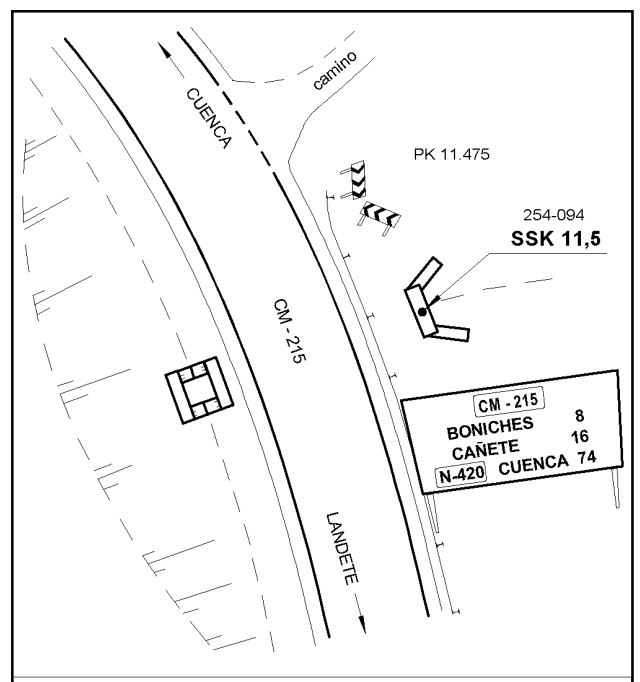 camino
CUENCA
PK 11.475
254-094
SSK 11,5
CM - 215
CM - 215
BONICHES 8
CAÑETE 16
N-420 CUENCA 74
LANDETE